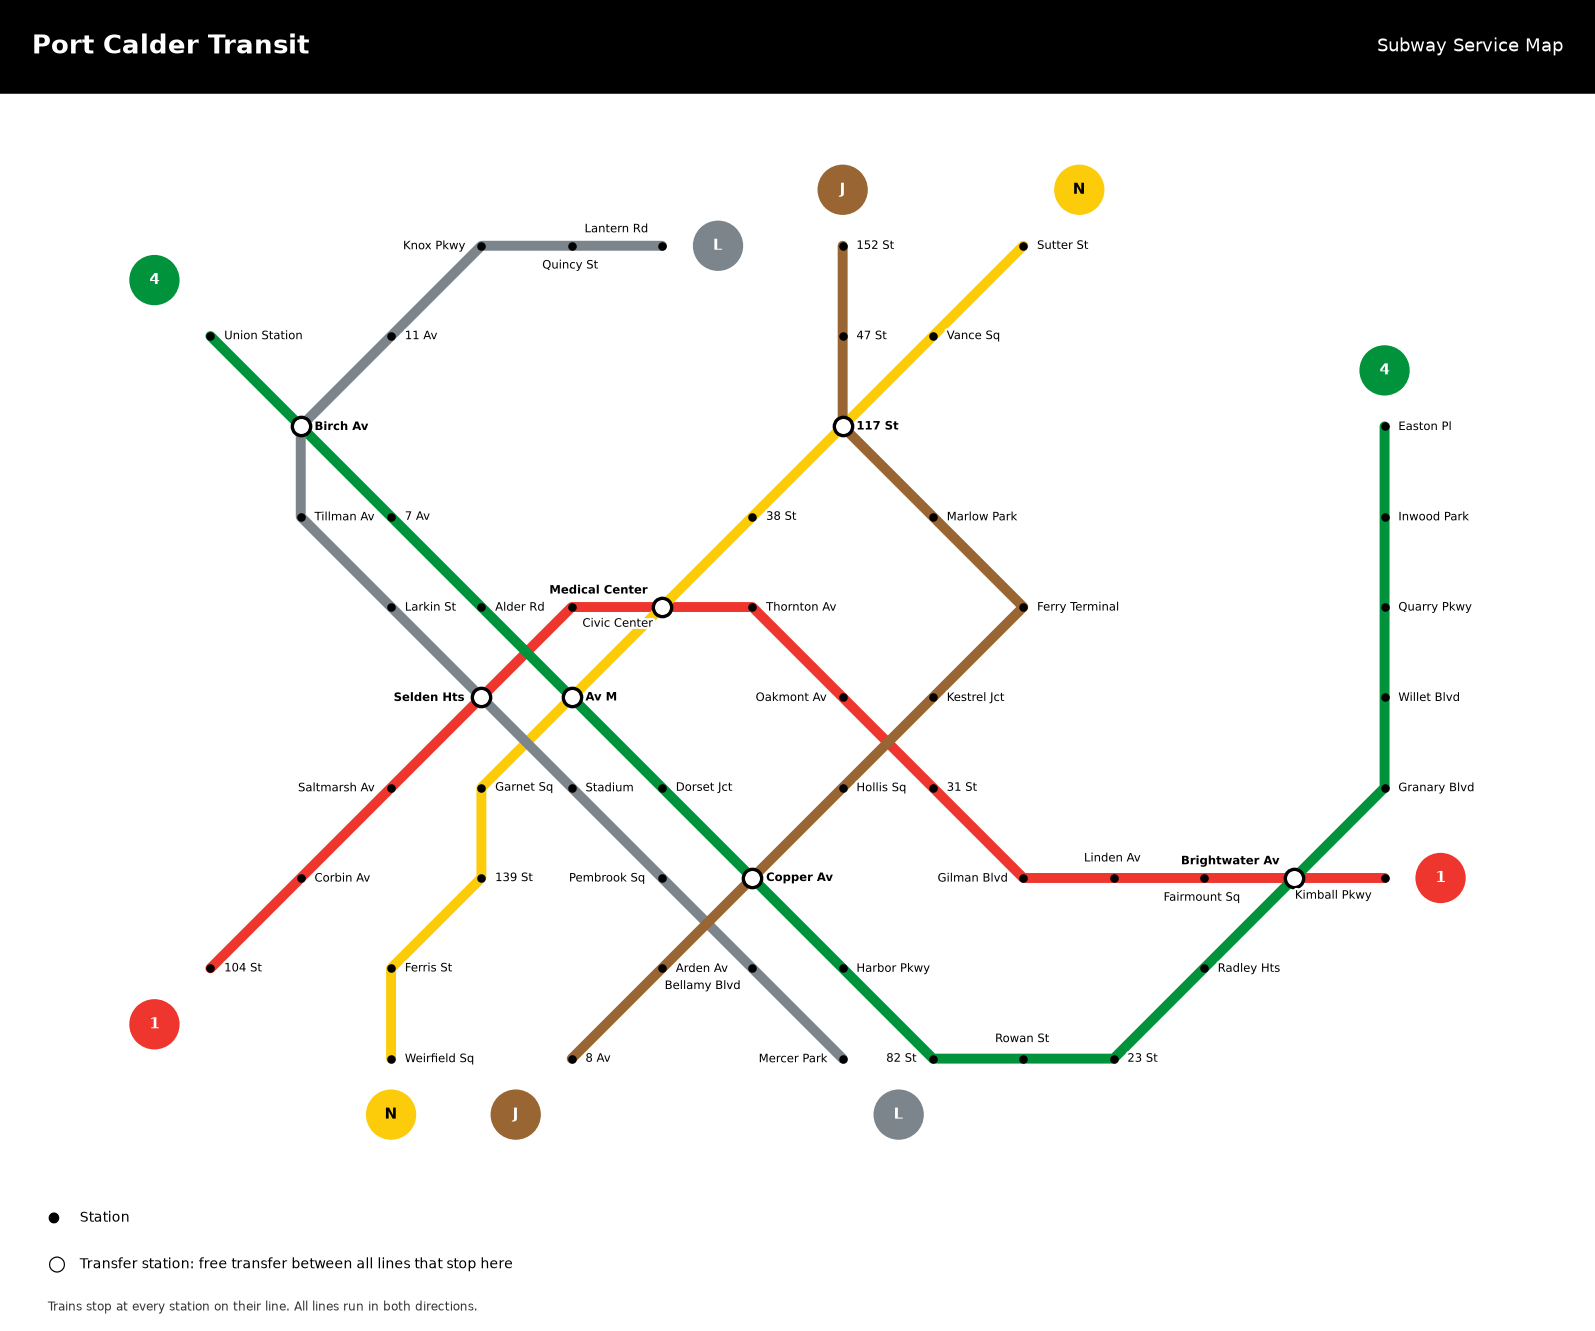 Port Calder Transit
Subway Service Map
J
N
Lantern Rd
Knox Pkwy
L
152 St
Sutter St
Quincy St
4
Union Station
11 Av
47 St
Vance Sq
4
Birch Av
117 St
Easton Pl
Tillman Av
7 Av
38 St
Marlow Park
Inwood Park
Medical Center
Larkin St
Alder Rd
Thornton Av
Ferry Terminal
Quarry Pkwy
Civic Center
Selden Hts
Av M
Oakmont Av
Kestrel Jct
Willet Blvd
Saltmarsh Av
Garnet Sq
Stadium
Dorset Jct
Hollis Sq
31 St
Granary Blvd
Linden Av
Brightwater Av
Corbin Av
139 St
Pembrook Sq
Copper Av
Gilman Blvd
1
Fairmount Sq
Kimball Pkwy
104 St
Ferris St
Arden Av
Harbor Pkwy
Radley Hts
Bellamy Blvd
1
Rowan St
Weirfield Sq
8 Av
Mercer Park
82 St
23 St
N
J
L
Station
Transfer station: free transfer between all lines that stop here
Trains stop at every station on their line. All lines run in both directions.